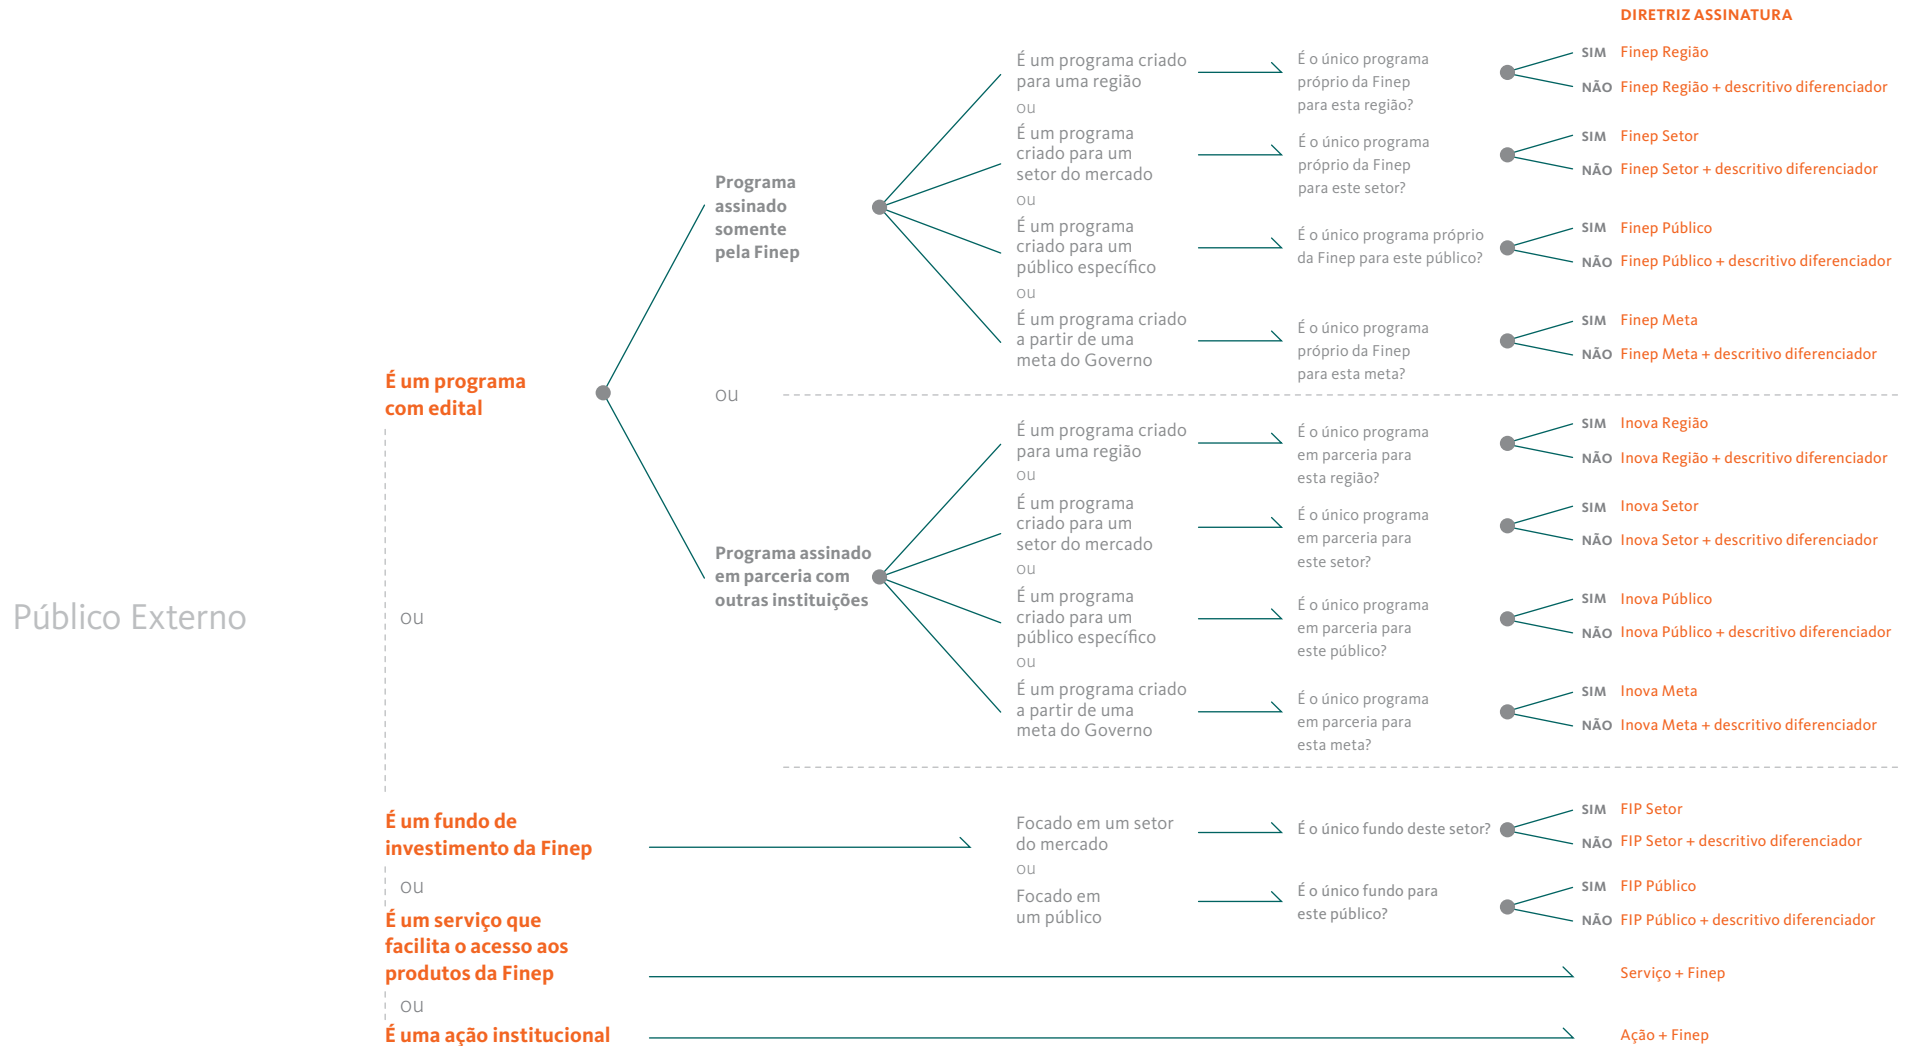 DIRETRIZ ASSINATURA
Público Externo
É um programa
com edital
Programa
assinado
somente
pela Finep
É um programa criado
para uma região
É o único programa
próprio da Finep
para esta região?
SIM Finep Região
NÃO Finep Região + descritivo diferenciador
ou
É um programa
criado para um
setor do mercado
É o único programa
próprio da Finep
para este setor?
SIM Finep Setor
NÃO Finep Setor + descritivo diferenciador
ou
É um programa
criado para um
público específico
É o único programa próprio
da Finep para este público?
SIM Finep Público
NÃO Finep Público + descritivo diferenciador
ou
É um programa criado
a partir de uma
meta do Governo
É o único programa
próprio da Finep
para esta meta?
SIM Finep Meta
NÃO Finep Meta + descritivo diferenciador
ou
Programa assinado
em parceria com
outras instituições
É um programa criado
para uma região
É o único programa
em parceria para
esta região?
SIM Inova Região
NÃO Inova Região + descritivo diferenciador
ou
É um programa
criado para um
setor do mercado
É o único programa
em parceria para
este setor?
SIM Inova Setor
NÃO Inova Setor + descritivo diferenciador
ou
É um programa
criado para um
público específico
É o único programa
em parceria para
este público?
SIM Inova Público
NÃO Inova Público + descritivo diferenciador
ou
É um programa criado
a partir de uma
meta do Governo
É o único programa
em parceria para
esta meta?
SIM Inova Meta
NÃO Inova Meta + descritivo diferenciador
ou
É um fundo de
investimento da Finep
Focado em um setor
do mercado
É o único fundo deste setor?
SIM FIP Setor
NÃO FIP Setor + descritivo diferenciador
ou
Focado em
um público
É o único fundo para
este público?
SIM FIP Público
NÃO FIP Público + descritivo diferenciador
ou
É um serviço que
facilita o acesso aos
produtos da Finep
Serviço + Finep
ou
É uma ação institucional
Ação + Finep